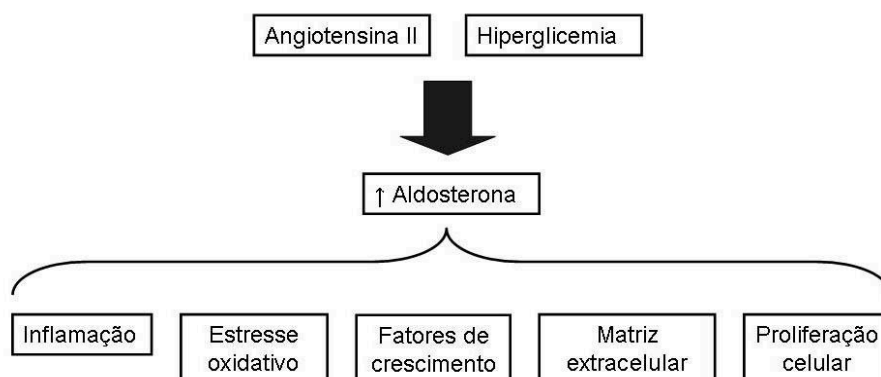 Angiotensina II
Hiperglicemia
↑ Aldosterona
Inflamação
Estresse
oxidativo
Fatores de
crescimento
Matriz
extracelular
Proliferação
celular